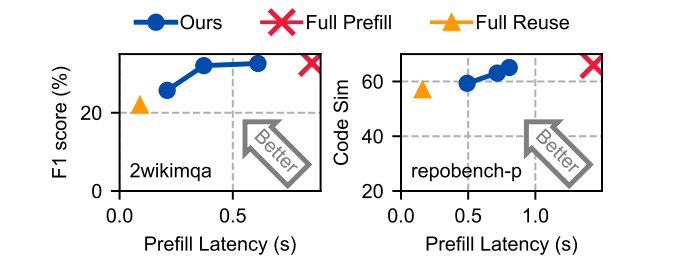 Ours Full Prefill Full Reuse
F1 score (%)
20
0
2wikimqa
Better
0.0 0.5
Prefill Latency (s)
Code Sim
60
40
20
repobench-p
Better
0.0 0.5 1.0
Prefill Latency (s)